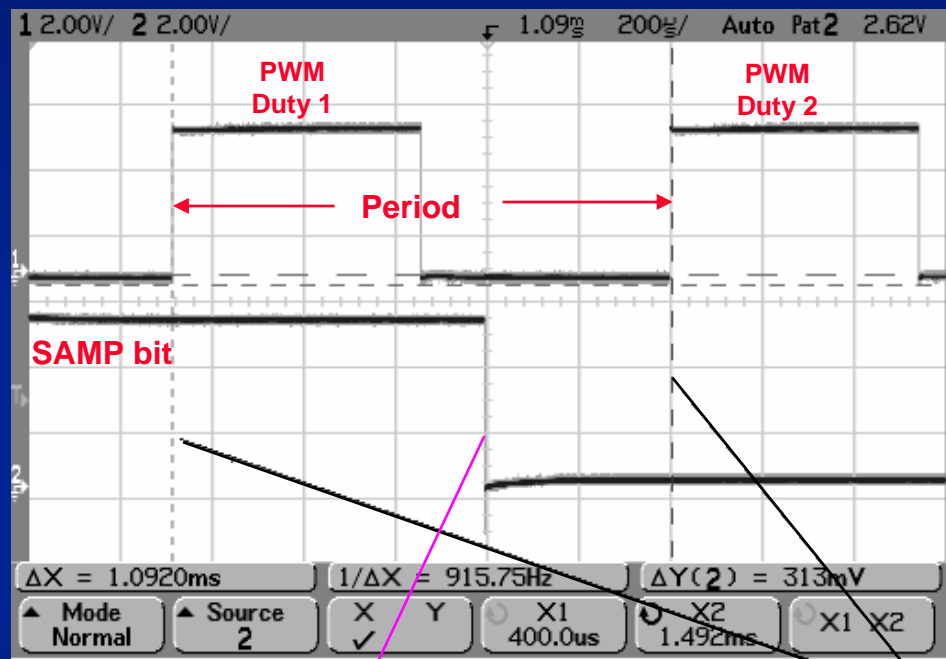 1 2.00V/ 2 2.00V/ 1.09ms 200us/ Auto Pat2 2.62V
PWM
Duty 1
PWM
Duty 2
Period
1
SAMP bit
T
2
ΔX = 1.0920ms 1/ΔX = 915.75Hz ΔY(2) = 313mV
Mode
Normal
Source
2
X Y
✓
X1
400.0us
X2
1.492ms
X1 X2